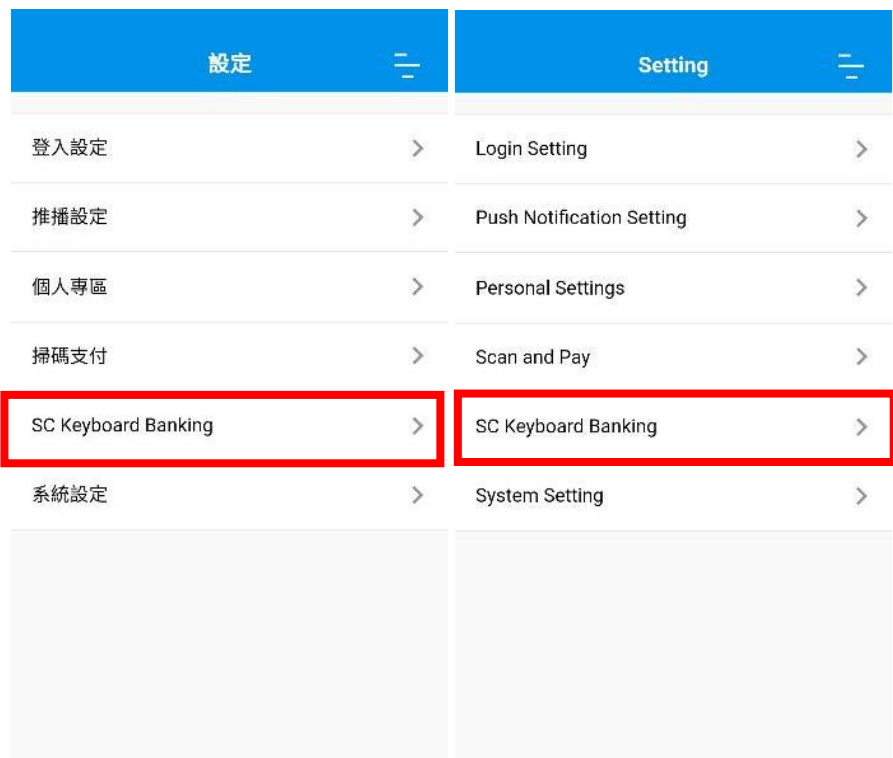 設定
登入設定
推播設定
個人專區
掃碼支付
SC Keyboard Banking
系統設定
Setting
Login Setting
Push Notification Setting
Personal Settings
Scan and Pay
SC Keyboard Banking
System Setting